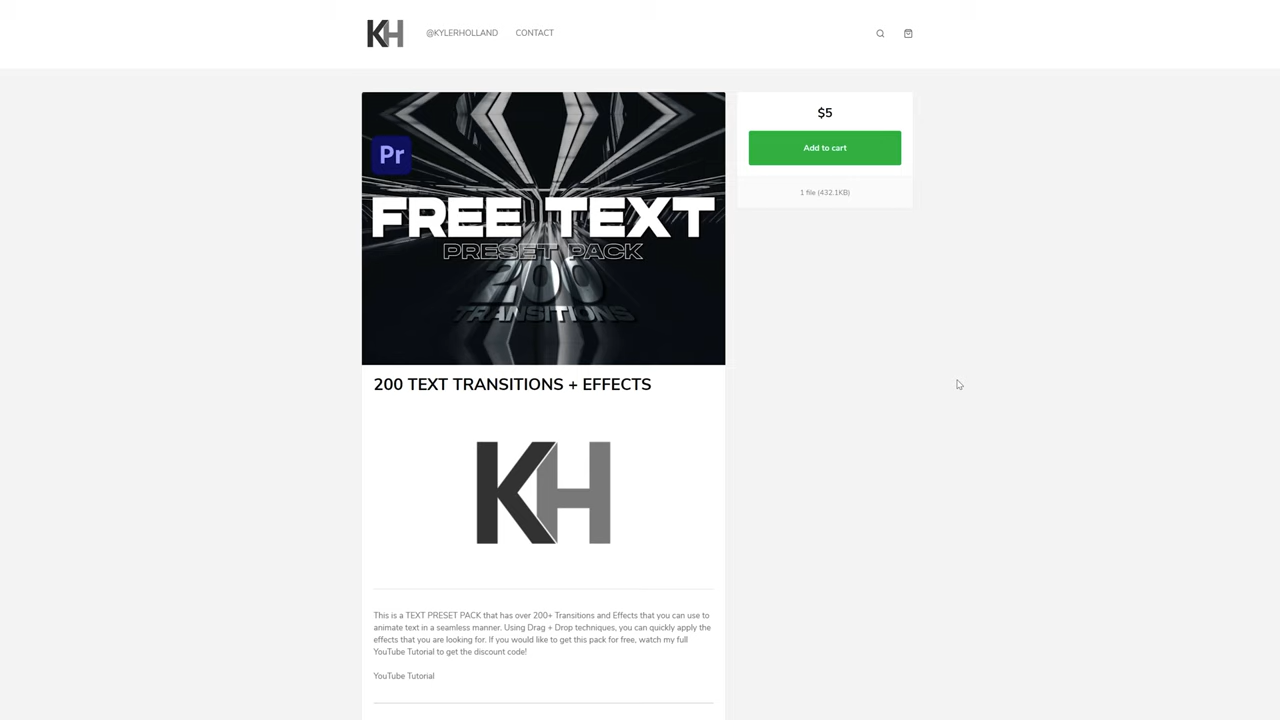 KH
@KYLERHOLLAND
CONTACT
Pr
FREE TEXT
PRESET PACK
200
TRANSITIONS
$5
Add to cart
1 file (432.1KB)
200 TEXT TRANSITIONS + EFFECTS
KH
This is a TEXT PRESET PACK that has over 200+ Transitions and Effects that you can use to
animate text in a seamless manner. Using Drag + Drop techniques, you can quickly apply the
effects that you are looking for. If you would like to get this pack for free, watch my full
YouTube Tutorial to get the discount code!
YouTube Tutorial